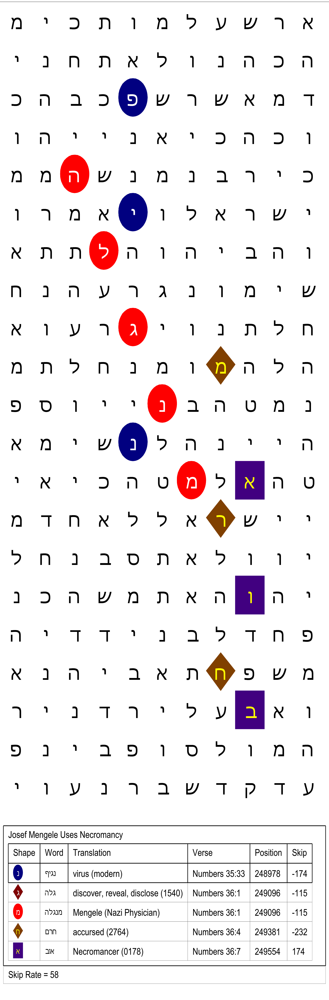 א ר ש ע ל מ ו ת כ י מ
ה כ ה נ ו ל א ת ח נ י
ד מ א ש ר ש פ כ ב ה כ
ו כ ה כ י א נ י י ה ו
כ י ר ב נ מ נ ש ה מ מ
י ש ר א ל ו י א מ ר ו
ו ה ב י ה ו ה ל ת ת א
ש י מ ו נ ג ר ע ה נ ח
ח ל ת נ ו י ג ר ע ו א
ה ל ה מ ו מ נ ח ל ת מ
נ מ ט ה ב נ י י ו ס פ
ה י י נ ה ל נ ש י מ א
ט ה א ל מ ט ה כ י א י
י י ש ר א ל ל א ח ד מ
י ו ו ל א ת ס ב נ ח ל
י ה ו ה א ת מ ש ה כ נ
פ ח ד ל ב נ י ד ד י ה
מ ש פ ח ת א ב י ה נ א
ו א ב ע ל י ר ד נ י ר
ה מ ו ל ס ו פ ב י נ פ
ע ד ק ד ש ב ר נ ע ו י
Josef Mengele Uses Necromancy
Shape Word Translation Verse Position Skip
נ נגיף virus (modern) Numbers 35:33 248978 -174
ג גלה discover, reveal, disclose (1540) Numbers 36:1 249096 -115
מ מנגלה Mengele (Nazi Physician) Numbers 36:1 249096 -115
ח חרם accursed (2764) Numbers 36:4 249381 -232
א אוב Necromancer (0178) Numbers 36:7 249554 174
Skip Rate = 58